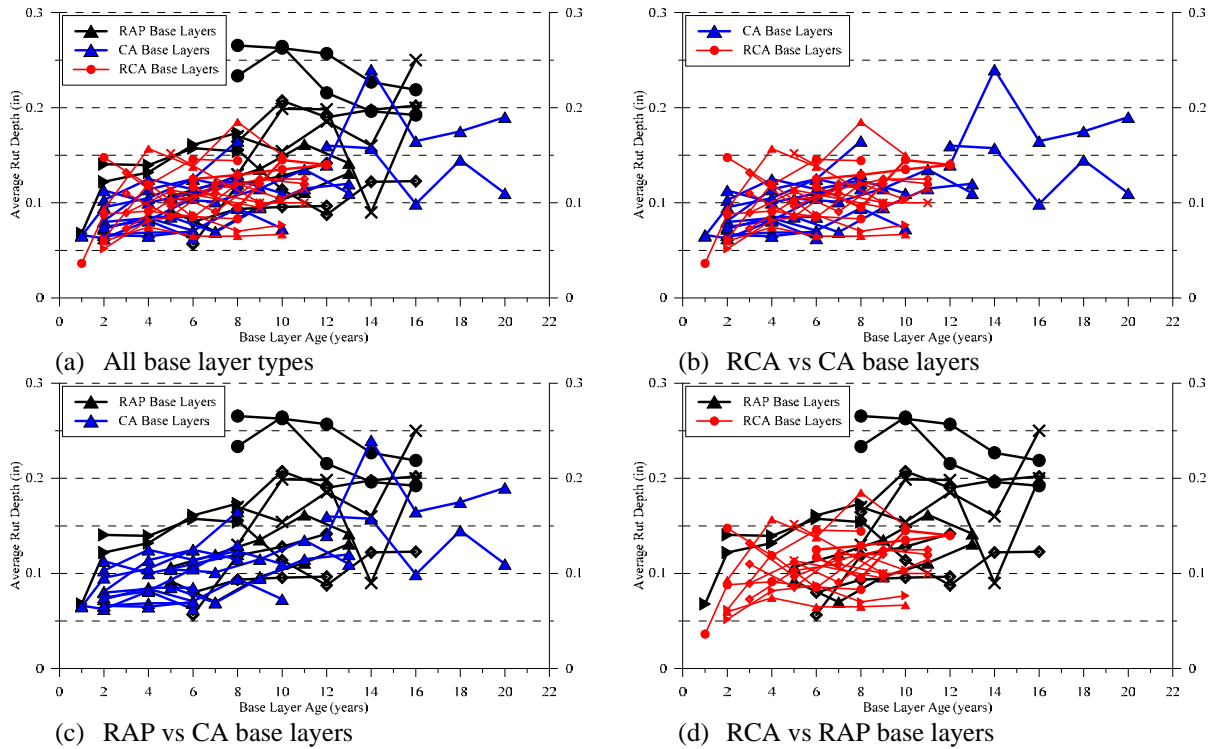 0.3
0.2
0.1
0
Average Rut Depth (in)
RAP Base Layers
CA Base Layers
RCA Base Layers
0.3
0.2
0.1
0
0 2 4 6 8 10 12 14 16 18 20 22
Base Layer Age (years)
(a) All base layer types
0.3
0.2
0.1
0
Average Rut Depth (in)
CA Base Layers
RCA Base Layers
0.3
0.2
0.1
0
0 2 4 6 8 10 12 14 16 18 20 22
Base Layer Age (years)
(b) RCA vs CA base layers
0.3
0.2
0.1
0
Average Rut Depth (in)
RAP Base Layers
CA Base Layers
0.3
0.2
0.1
0
0 2 4 6 8 10 12 14 16 18 20 22
Base Layer Age (years)
(c) RAP vs CA base layers
0.3
0.2
0.1
0
Average Rut Depth (in)
RAP Base Layers
RCA Base Layers
0.3
0.2
0.1
0
0 2 4 6 8 10 12 14 16 18 20 22
Base Layer Age (years)
(d) RCA vs RAP base layers